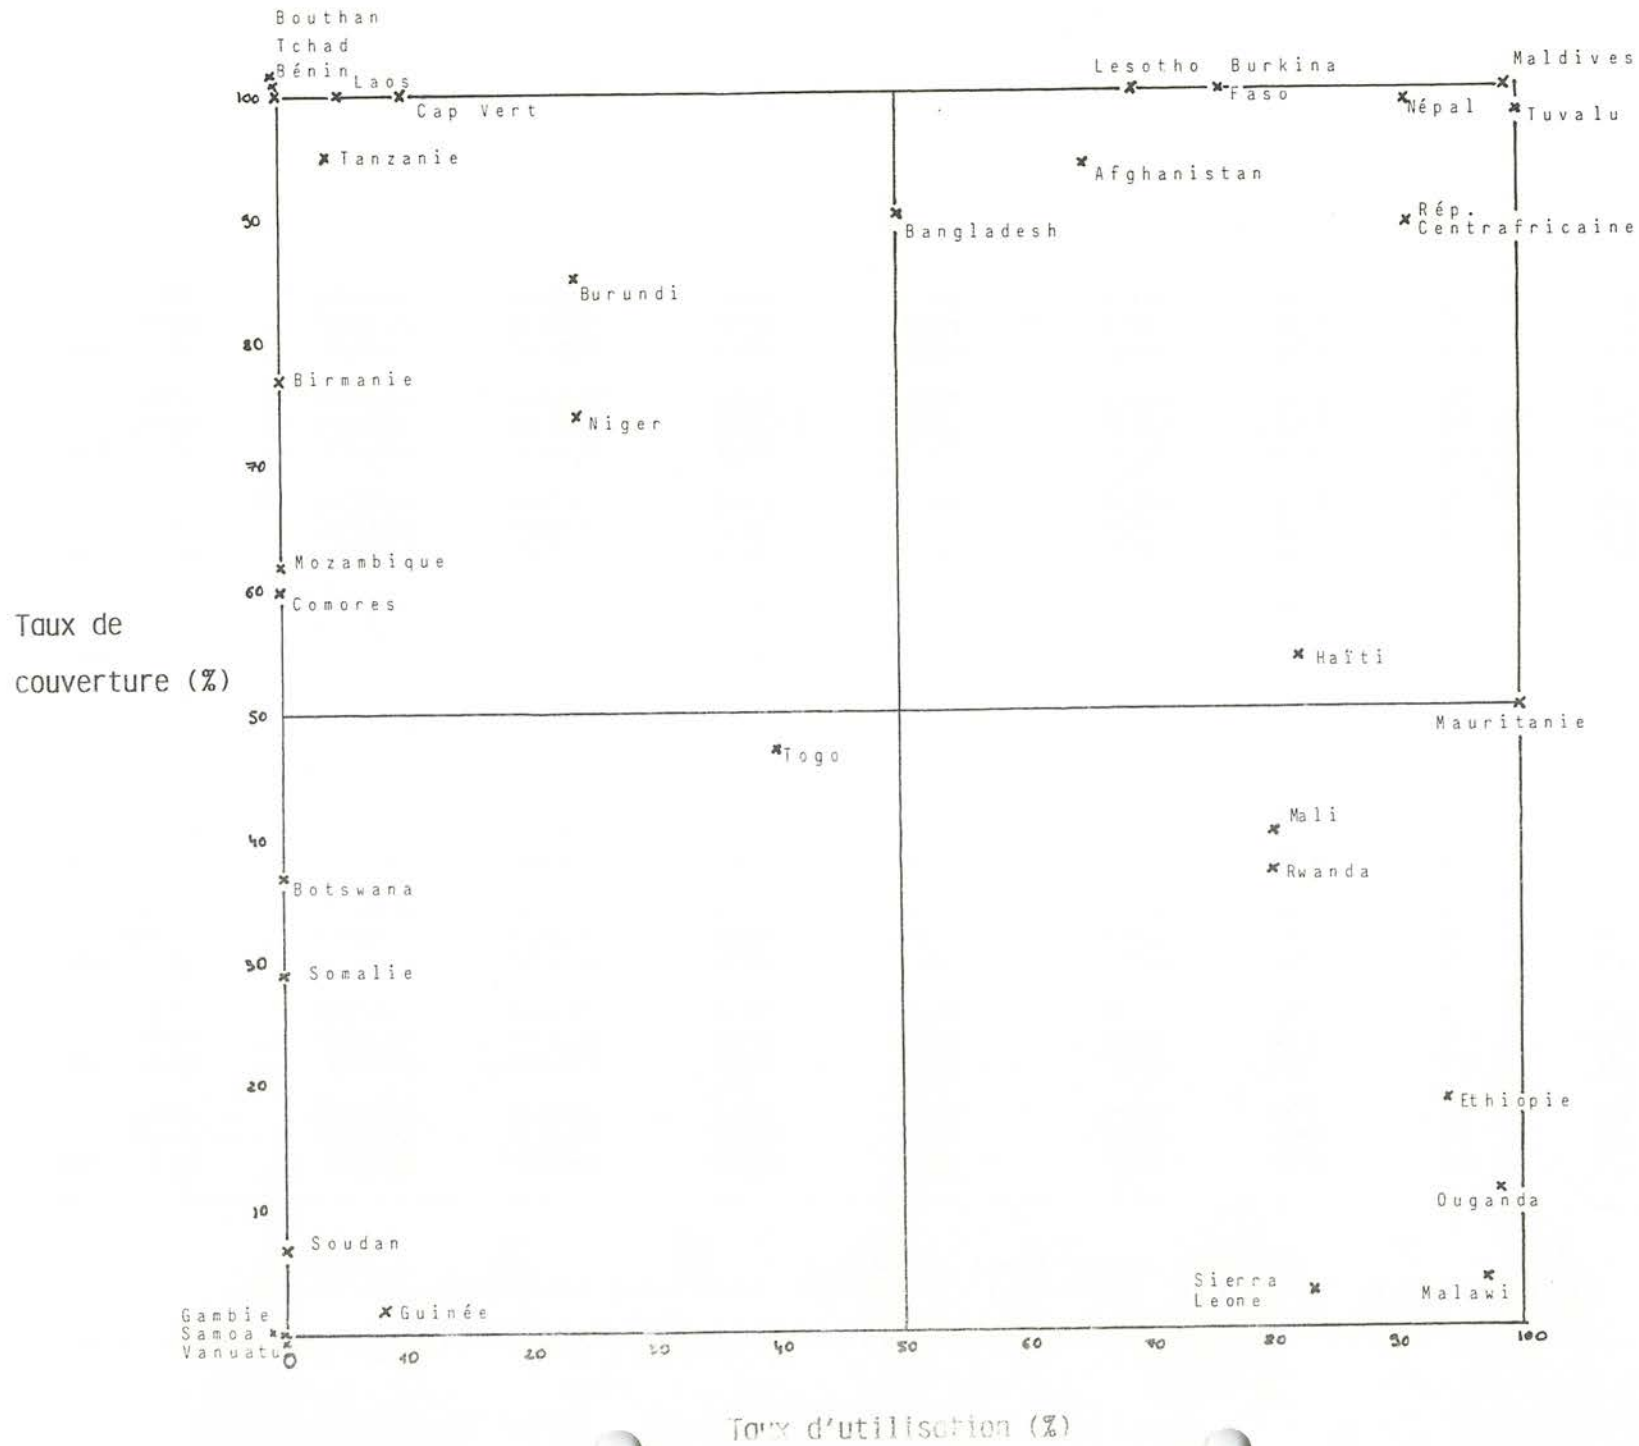 Bouthan
Tchad
Bénin
Laos
Cap Vert
Lesotho
Burkina
Faso
Maldives
Népal
Tuvalu
100
Tanzanie
Afghanistan
90
Bangladesh
Rép.
Centrafricaine
Burundi
80
Birmanie
Niger
70
Mozambique
60
Comores
Taux de
couverture (%)
Haïti
50
Mauritanie
Togo
Mali
40
Rwanda
Botswana
30
Somalie
20
Ethiopie
Ouganda
10
Soudan
Sierra
Leone
Malawi
Gambie
Samoa
Vanuatu
Guinée
0 10 20 30 40 50 60 70 80 90 100
Taux d'utilisation (%)